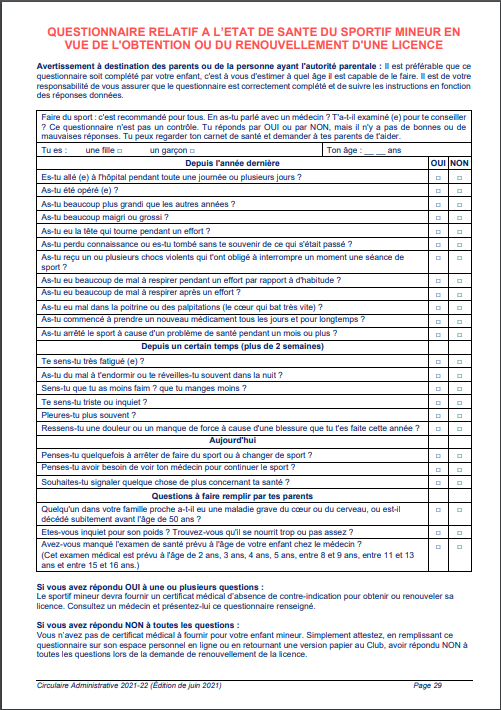 QUESTIONNAIRE RELATIF A L'ETAT DE SANTE DU SPORTIF MINEUR EN
VUE DE L'OBTENTION OU DU RENOUVELLEMENT D'UNE LICENCE
Avertissement à destination des parents ou de la personne ayant l'autorité parentale : Il est préférable que ce
questionnaire soit complété par votre enfant, c'est à vous d'estimer à quel âge il est capable de le faire. Il est de votre
responsabilité de vous assurer que le questionnaire est correctement complété et de suivre les instructions en fonction
des réponses données.
Faire du sport : c'est recommandé pour tous. En as-tu parlé avec un médecin ? T'a-t-il examiné (e) pour te conseiller
? Ce questionnaire n'est pas un contrôle. Tu réponds par OUI ou par NON, mais il n'y a pas de bonnes ou de
mauvaises réponses. Tu peux regarder ton carnet de santé et demander à tes parents de t'aider.
Tu es : une fille □ un garçon □ Ton âge : __ __ ans
Depuis l'année dernière OUI NON
Es-tu allé (e) à l'hôpital pendant toute une journée ou plusieurs jours ? □ □
As-tu été opéré (e) ? □ □
As-tu beaucoup plus grandi que les autres années ? □ □
As-tu beaucoup maigri ou grossi ? □ □
As-tu eu la tête qui tourne pendant un effort ? □ □
As-tu perdu connaissance ou es-tu tombé sans te souvenir de ce qui s'était passé ? □ □
As-tu reçu un ou plusieurs chocs violents qui t'ont obligé à interrompre un moment une séance de □ □
sport ?
As-tu eu beaucoup de mal à respirer pendant un effort par rapport à d'habitude ? □ □
As-tu eu beaucoup de mal à respirer après un effort ? □ □
As-tu eu mal dans la poitrine ou des palpitations (le cœur qui bat très vite) ? □ □
As-tu commencé à prendre un nouveau médicament tous les jours et pour longtemps ? □ □
As-tu arrêté le sport à cause d'un problème de santé pendant un mois ou plus ? □ □
Depuis un certain temps (plus de 2 semaines)
Te sens-tu très fatigué (e) ? □ □
As-tu du mal à t'endormir ou te réveilles-tu souvent dans la nuit ? □ □
Sens-tu que tu as moins faim ? que tu manges moins ? □ □
Te sens-tu triste ou inquiet ? □ □
Pleures-tu plus souvent ? □ □
Ressens-tu une douleur ou un manque de force à cause d'une blessure que tu t'es faite cette année ? □ □
Aujourd'hui
Penses-tu quelquefois à arrêter de faire du sport ou à changer de sport ? □ □
Penses-tu avoir besoin de voir ton médecin pour continuer le sport ? □ □
Souhaites-tu signaler quelque chose de plus concernant ta santé ? □ □
Questions à faire remplir par tes parents
Quelqu'un dans votre famille proche a-t-il eu une maladie grave du cœur ou du cerveau, ou est-il □ □
décédé subitement avant l'âge de 50 ans ?
Etes-vous inquiet pour son poids ? Trouvez-vous qu'il se nourrit trop ou pas assez ? □ □
Avez-vous manqué l'examen de santé prévu à l'âge de votre enfant chez le médecin ? □ □
(Cet examen médical est prévu à l'âge de 2 ans, 3 ans, 4 ans, 5 ans, entre 8 et 9 ans, entre 11 et 13
ans et entre 15 et 16 ans.)
Si vous avez répondu OUI à une ou plusieurs questions :
Le sportif mineur devra fournir un certificat médical d'absence de contre-indication pour obtenir ou renouveler sa
licence. Consultez un médecin et présentez-lui ce questionnaire renseigné.
Si vous avez répondu NON à toutes les questions :
Vous n'avez pas de certificat médical à fournir pour votre enfant mineur. Simplement attestez, en remplissant ce
questionnaire sur son espace personnel en ligne ou en retournant une version papier au Club, avoir répondu NON à
toutes les questions lors de la demande de renouvellement de la licence.
Circulaire Administrative 2021-22 (Édition de juin 2021) Page 29